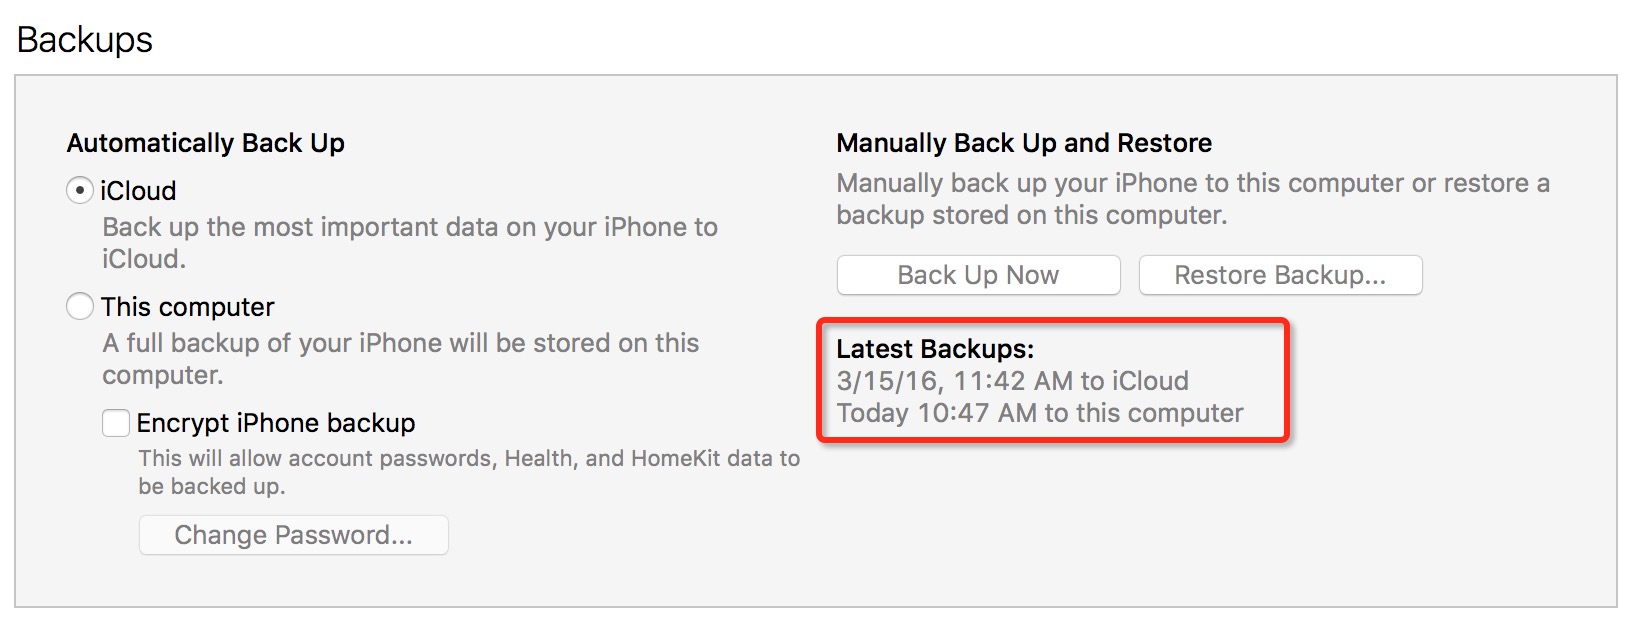 Backups
Automatically Back Up
iCloud
Back up the most important data on your iPhone to
iCloud.
This computer
A full backup of your iPhone will be stored on this
computer.
Encrypt iPhone backup
This will allow account passwords, Health, and HomeKit data to
be backed up.
Change Password...
Manually Back Up and Restore
Manually back up your iPhone to this computer or restore a
backup stored on this computer.
Back Up Now
Restore Backup...
Latest Backups:
3/15/16, 11:42 AM to iCloud
Today 10:47 AM to this computer